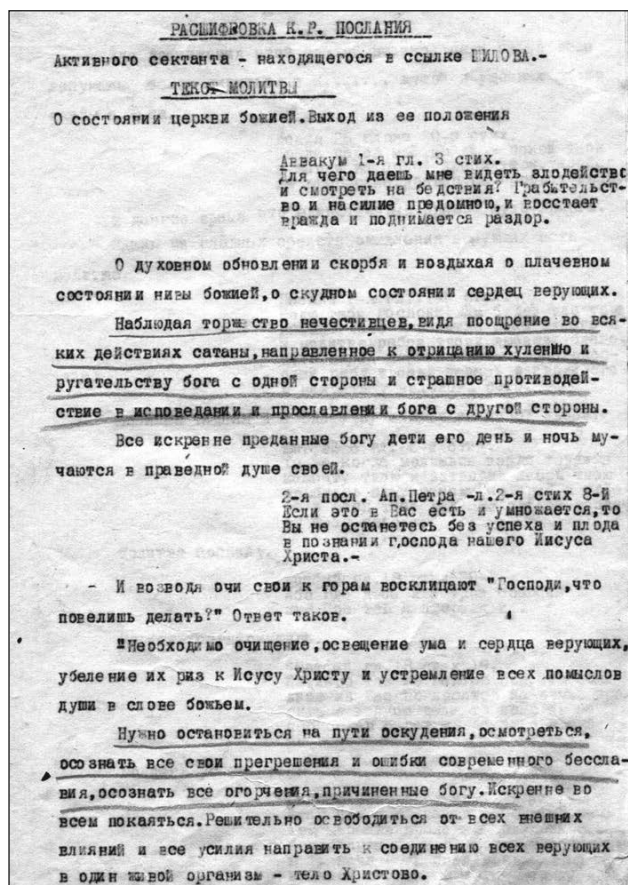 РАСШИФРОВКА К.Р. ПОСЛАНИЯ
Активного сектанта - находящегося в ссылке ШИЛОВА.-
ТЕКСТ МОЛИТВЫ
О состоянии церкви божией.Выход из ее положения
Аввакум 1-я гл. 3 стих.
Для чего даешь мне видеть злодейство
и смотреть на бедствия? Грабительст-
во и насилие предомною,и восстает
вражда и поднимается раздор.
О духовном обновлении скорбя и воздыхая о плачевном
состоянии нивы божией,о скудном состоянии сердец верующих.
Наблюдая торжество нечестивцев,видя поощрение во вся-
ких действиях сатаны,направленное к отрицанию хулению и
ругательству бога с одной стороны и страшное противодей-
ствие в исповедании и прославлении бога с другой стороны.
Все искренне преданные богу дети его день и ночь му-
чаются в праведной душе своей.
2-я посл. Ап.Петра -л.2-я стих 8-й
Если это в Вас есть и умножается,то
Вы не останетесь без успеха и плода
в познании господа нашего Иисуса
Христа.-
- И возводя очи свои к горам восклицают "Господи,что
повелишь делать?" Ответ таков.
"Необходимо очищение,освещение ума и сердца верующих,
убеление их риз к Исусу Христу и устремление всех помыслов
души в слове божьем.
Нужно остановиться на пути оскудения,осмотреться,
осознать все свои прегрешения и ошибки современного бессла-
вия,осознать все огорчения,причиненные богу.Искренне во
всем покаяться.Решительно освободиться от всех внешних
влияний и все усилия направить к соединению всех верующих
в один живой организм - тело Христово.